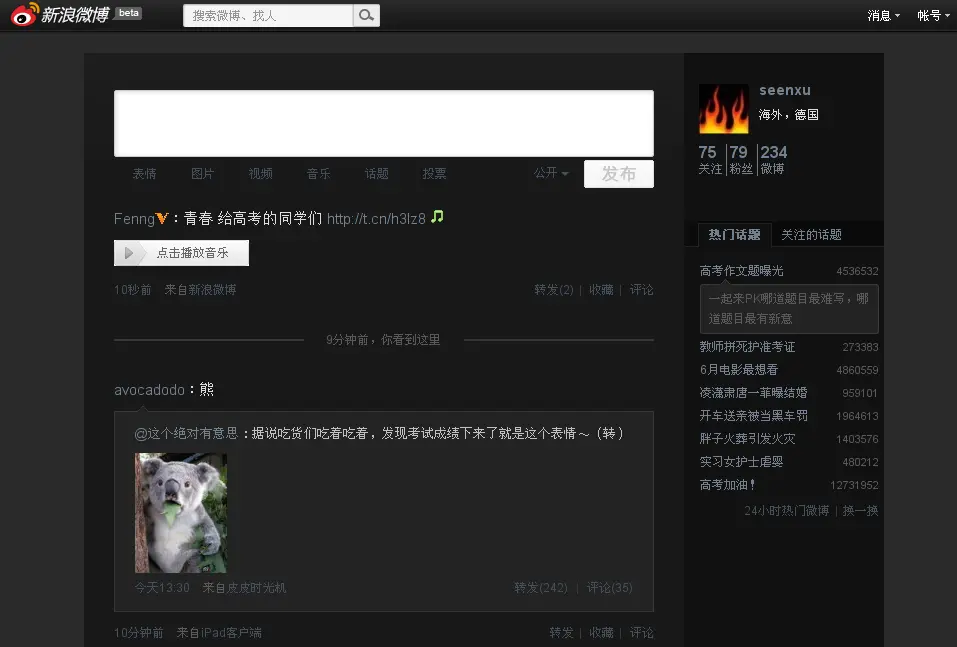 新浪微博 beta
搜索微博、找人
消息 帐号
表情 图片 视频 音乐 话题 投票 公开 发布
Fenng：青春 给高考的同学们 http://t.cn/h3lz8
点击播放音乐
10秒前 来自新浪微博 转发(2) | 收藏 | 评论
9分钟前，你看到这里
avocadodo：熊
@这个绝对有意思：据说吃货们吃着吃着，发现考试成绩下来了就是这个表情～（转）
今天13:30 来自皮皮时光机 转发(242) | 评论(35)
10分钟前 来自iPad客户端 转发 | 收藏 | 评论
seenxu
海外，德国
75 79 234
关注 粉丝 微博
热门话题 关注的话题
高考作文题曝光 4536532
一起来PK哪道题目最难写，哪
道题目最有新意
教师拼死护准考证 273383
6月电影最想看 4860559
凌潇肃唐一菲曝结婚 959101
开车送亲被当黑车罚 1964613
胖子火葬引发火灾 1403576
实习女护士虐婴 480212
高考加油！ 12731952
24小时热门微博 | 换一换